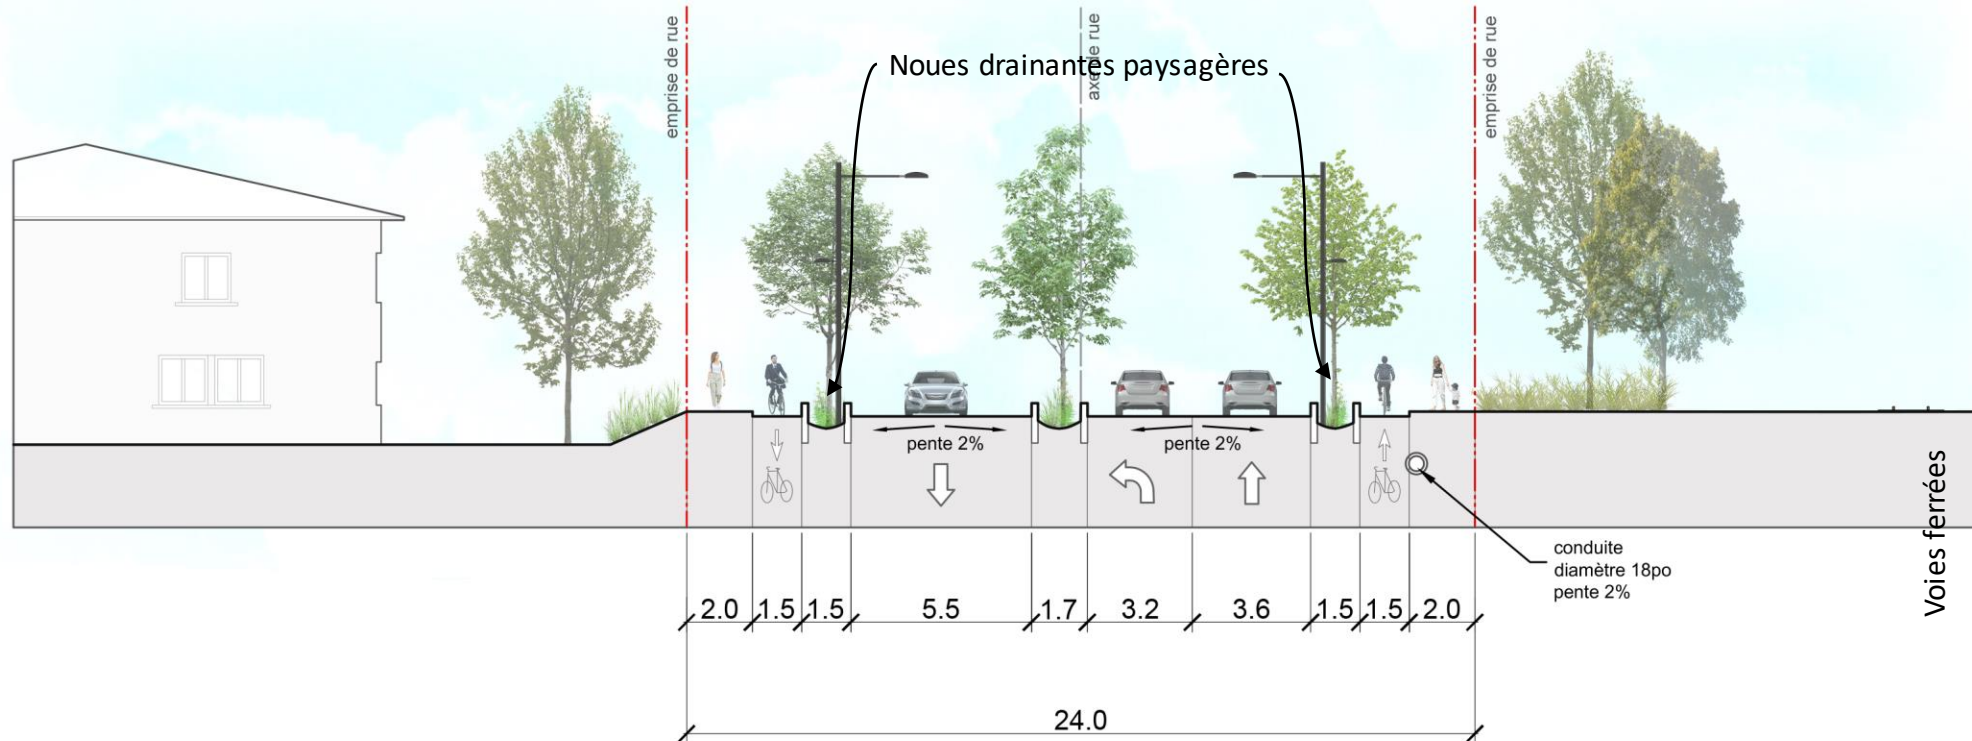 emprise de rue
axe de rue
emprise de rue
Noues drainantes paysagères
pente 2%
pente 2%
conduite
diamètre 18po
pente 2%
Voies ferrées
2.0 1.5 1.5 5.5 1.7 3.2 3.6 1.5 1.5 2.0
24.0